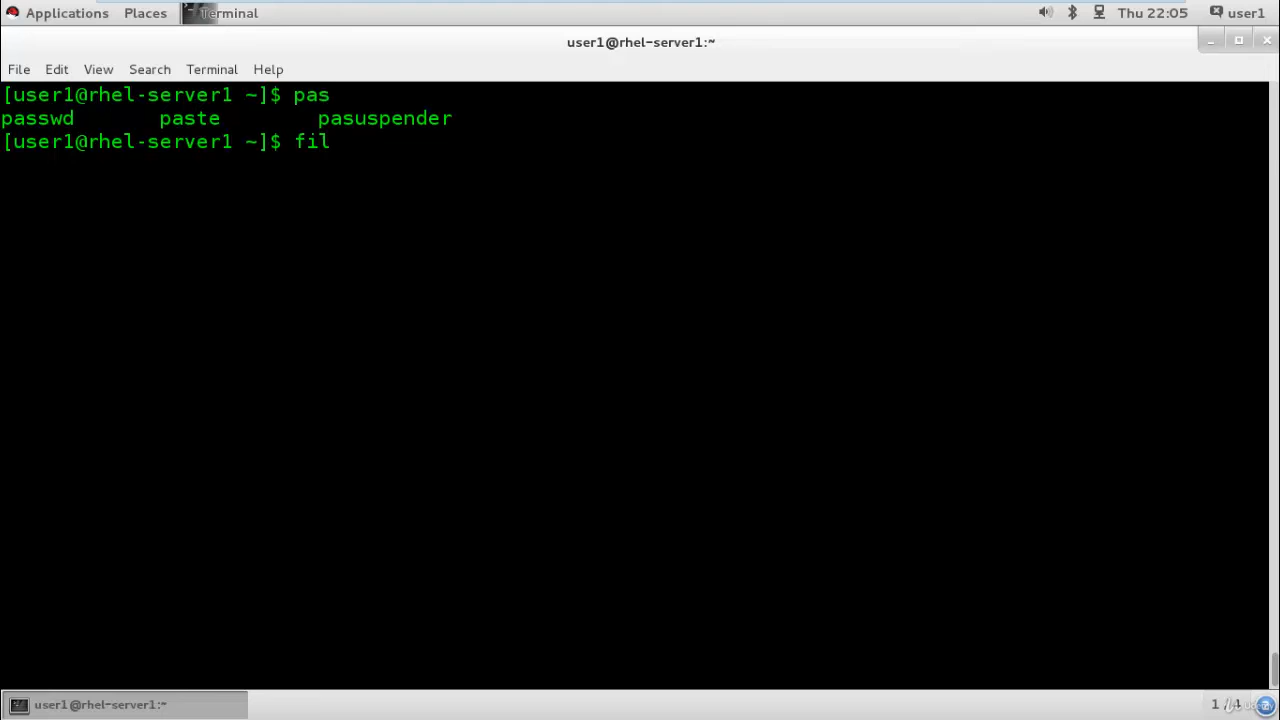 Applications Places Terminal Thu 22:05 user1
user1@rhel-server1:~
File Edit View Search Terminal Help
[user1@rhel-server1 ~]$ pas
passwd paste pasuspender
[user1@rhel-server1 ~]$ fil
user1@rhel-server1:~ 1 / 4